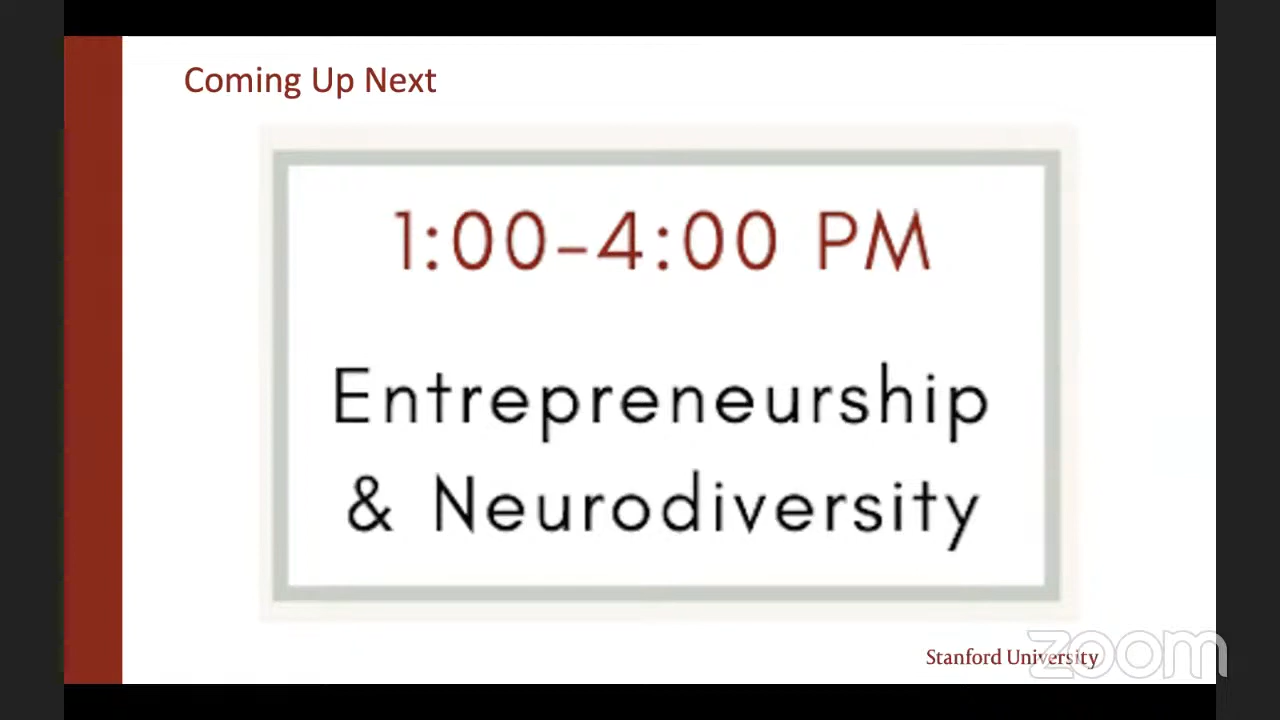 Coming Up Next
1:00–4:00 PM
Entrepreneurship
& Neurodiversity
Stanford University
zoom